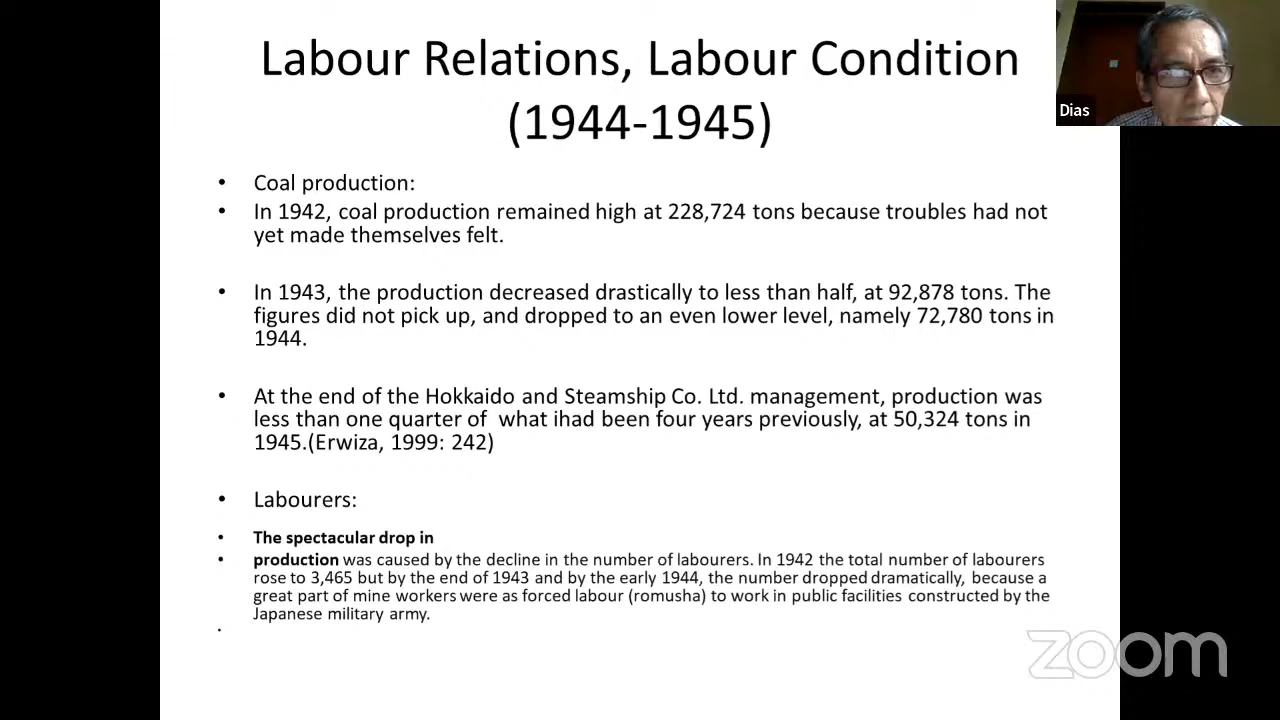 Labour Relations, Labour Condition
(1944-1945)
Dias
• Coal production:
• In 1942, coal production remained high at 228,724 tons because troubles had not
yet made themselves felt.
• In 1943, the production decreased drastically to less than half, at 92,878 tons. The
figures did not pick up, and dropped to an even lower level, namely 72,780 tons in
1944.
• At the end of the Hokkaido and Steamship Co. Ltd. management, production was
less than one quarter of  what ihad been four years previously, at 50,324 tons in
1945.(Erwiza, 1999: 242)
• Labourers:
• The spectacular drop in
• production was caused by the decline in the number of labourers. In 1942 the total number of labourers
rose to 3,465 but by the end of 1943 and by the early 1944, the number dropped dramatically, because a
great part of mine workers were as forced labour (romusha) to work in public facilities constructed by the
Japanese military army.
•
zoom